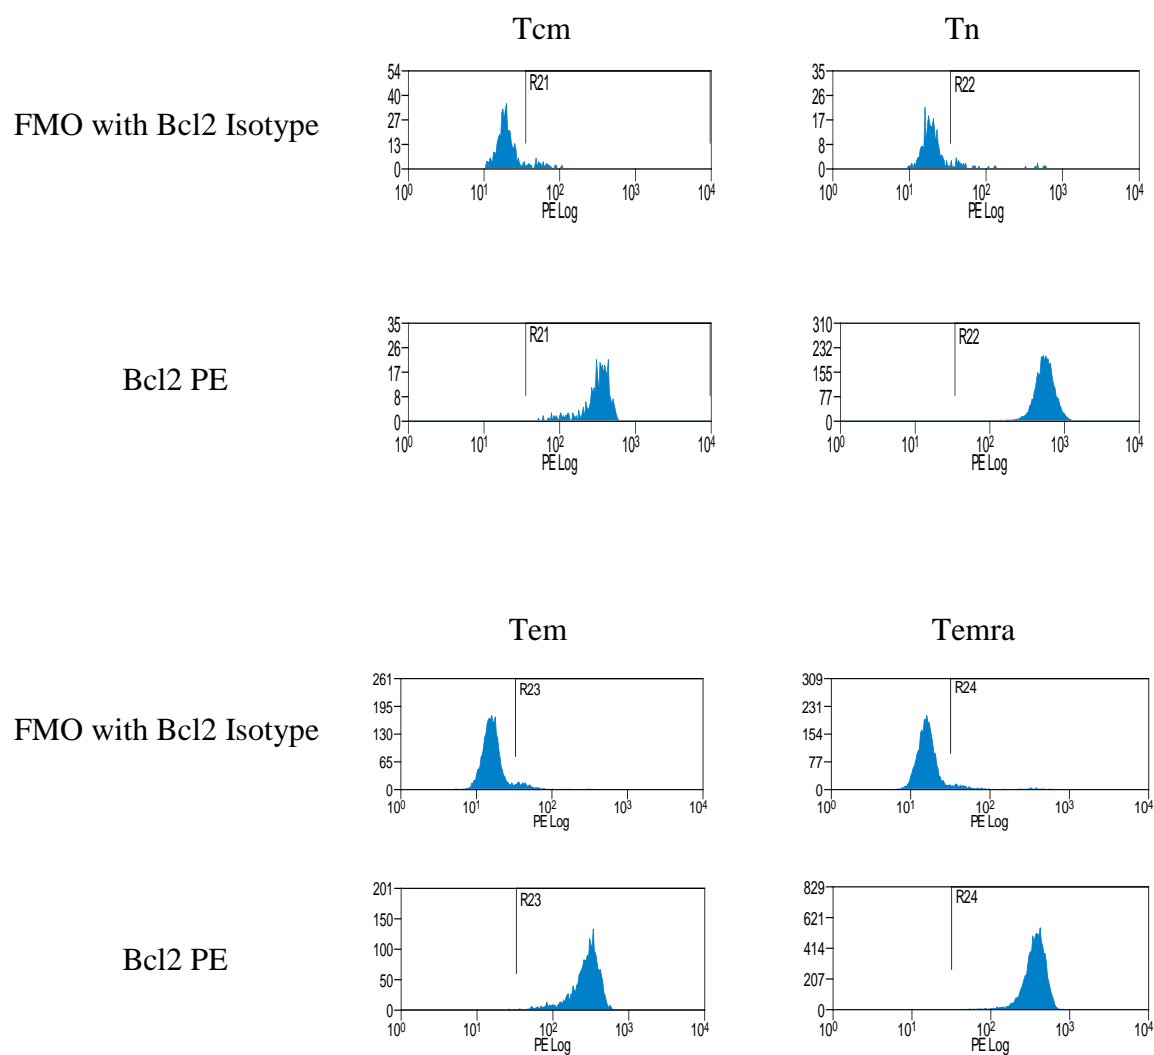 Tcm Tn
FMO with Bcl2 Isotype
54 40 27 13 0
R21
10⁰ 10¹ 10² 10³ 10⁴
PE Log
35 26 17 8 0
R22
10⁰ 10¹ 10² 10³ 10⁴
PE Log
Bcl2 PE
35 26 17 8 0
R21
10⁰ 10¹ 10² 10³ 10⁴
PE Log
310 232 155 77 0
R22
10⁰ 10¹ 10² 10³ 10⁴
PE Log
Tem Temra
FMO with Bcl2 Isotype
261 195 130 65 0
R23
10⁰ 10¹ 10² 10³ 10⁴
PE Log
309 231 154 77 0
R24
10⁰ 10¹ 10² 10³ 10⁴
PE Log
Bcl2 PE
201 150 100 50 0
R23
10⁰ 10¹ 10² 10³ 10⁴
PE Log
829 621 414 207 0
R24
10⁰ 10¹ 10² 10³ 10⁴
PE Log